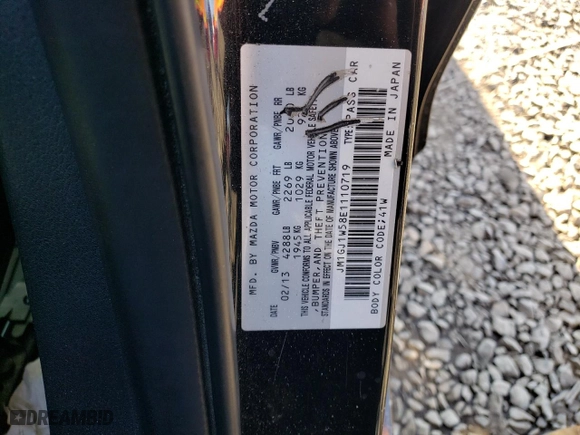 MFD. BY MAZDA MOTOR CORPORATION
DATE GVWR/PNBV GAWR/PNBE FRT GAWR/PNBE RR
02/13 4288LB 2269 LB LB
1945KG 1029 KG KG
THIS VEHICLE CONFORMS TO ALL APPLICABLE FEDERAL MOTOR VEHICLE SAFETY
,BUMPER,AND THEFT PREVENTION
STANDARDS IN EFFECT ON THE DATE OF MANUFACTURE SHOWN ABOVE.
JM1GJ1W58E1110719 TYPE: PASS CAR
BODY COLOR CODE;41W MADE IN JAPAN
DREAMBID